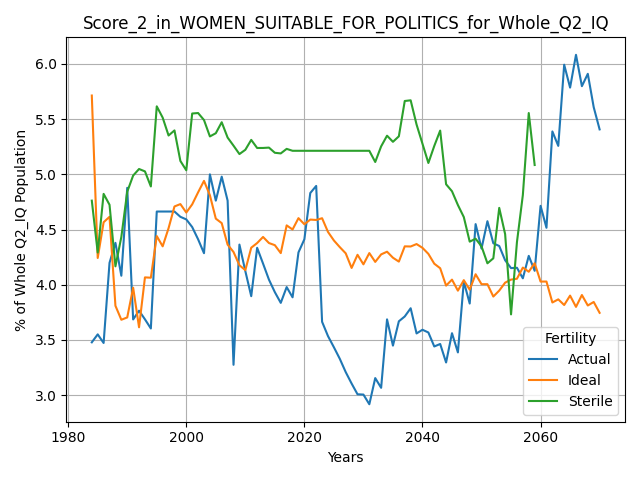 Score_2_in_WOMEN_SUITABLE_FOR_POLITICS_for_Whole_Q2_IQ
% of Whole Q2_IQ Population
6.0
5.5
5.0
4.5
4.0
3.5
3.0
1980
2000
2020
2040
2060
Years
Fertility
Actual
Ideal
Sterile